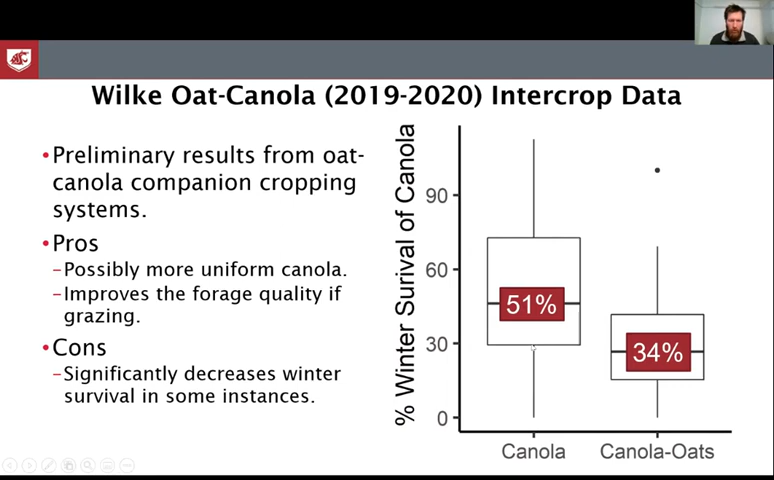 Wilke Oat-Canola (2019-2020) Intercrop Data
•Preliminary results from oat-
canola companion cropping
systems.
•Pros
–Possibly more uniform canola.
–Improves the forage quality if
grazing.
•Cons
–Significantly decreases winter
survival in some instances.
% Winter Surival of Canola
90
60
30
0
51%
34%
Canola
Canola-Oats